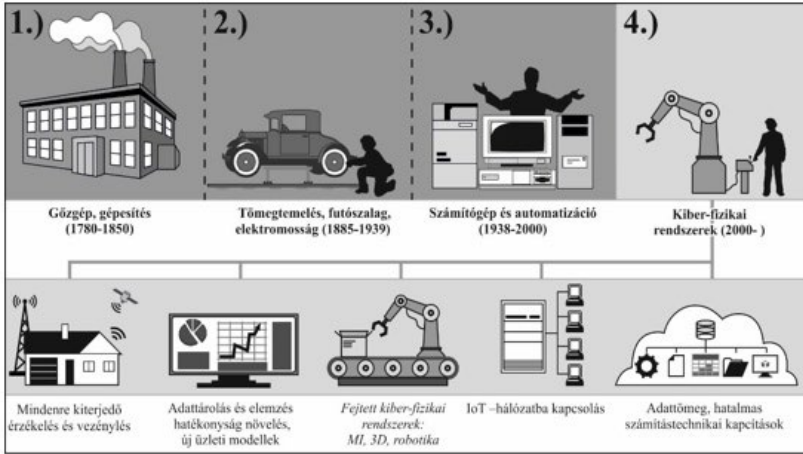 1.)
2.)
3.)
4.)
Gőzgép, gépesítés
(1780-1850)
Tömegtemelés, futószalag,
elektromosság (1885-1939)
Számítógép és automatizáció
(1938-2000)
Kiber-fizikai
rendszerek (2000- )
Mindenre kiterjedő
érzékelés és vezénylés
Adattárolás és elemzés
hatékonyság növelés,
új üzleti modellek
Fejtett kiber-fizikai
rendszerek:
MI, 3D, robotika
IoT –hálózatba kapcsolás
Adattömeg, hatalmas
számítástechnikai kapcitások